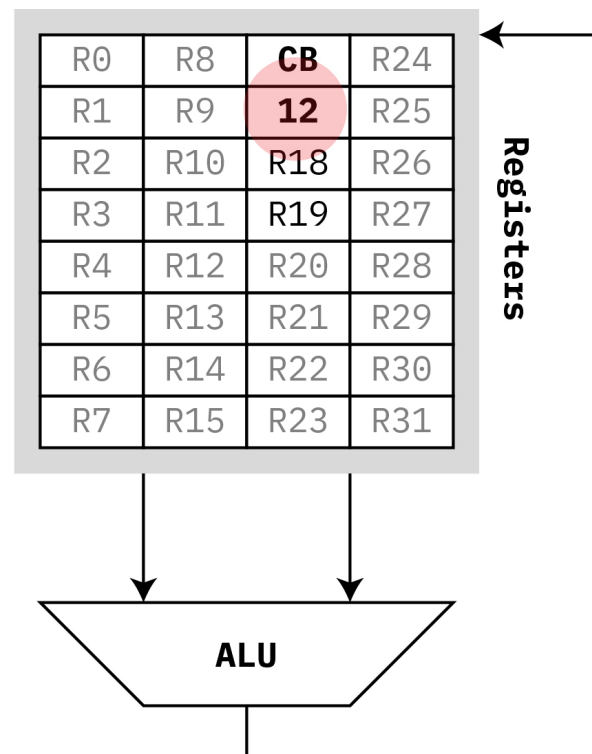 R0 R8 CB R24
R1 R9 12 R25
R2 R10 R18 R26
R3 R11 R19 R27
R4 R12 R20 R28
R5 R13 R21 R29
R6 R14 R22 R30
R7 R15 R23 R31
Registers
ALU